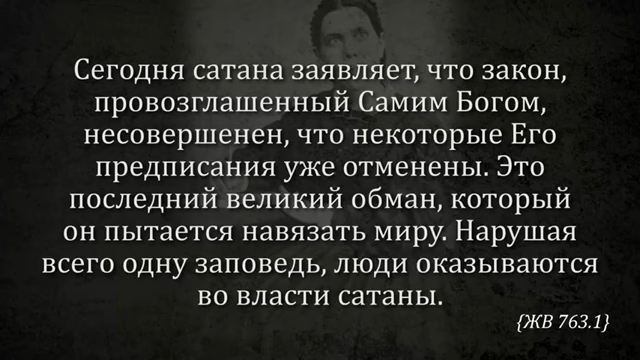 Сегодня сатана заявляет, что закон,
провозглашенный Самим Богом,
несовершенен, что некоторые Его
предписания уже отменены. Это
последний великий обман, который
он пытается навязать миру. Нарушая
всего одну заповедь, люди оказываются
во власти сатаны.
{ЖВ 763.1}